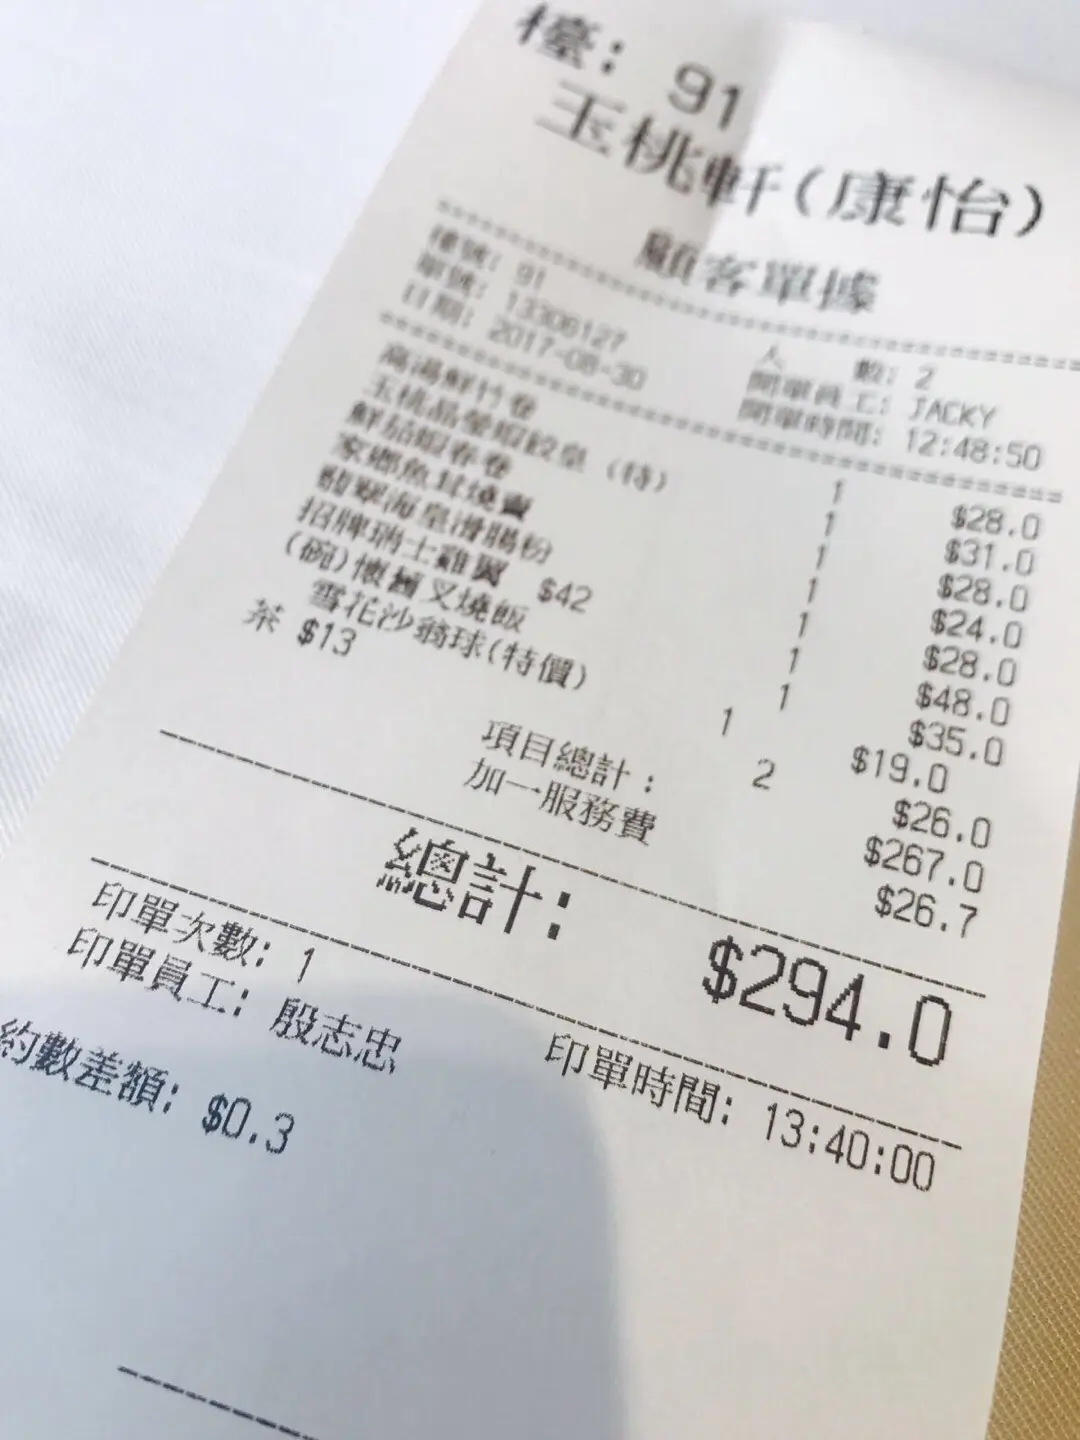 檯: 91
玉桃軒(康怡)
顧客單據
檯號: 91 人 數: 2
單號: 13306127 開單員工: JACKY
日期: 2017-08-30 開單時間: 12:48:50
高湯鮮竹卷 1 $28.0
玉桃晶瑩蝦餃皇 (特) 1 $31.0
鮮茄蝦春卷 1 $28.0
家鄉魚茸燒賣 1 $24.0
翡翠海皇滑腸粉 1 $28.0
招牌瑞士雞翼 $42 1 $48.0
(碗)懷舊叉燒飯 1 $35.0
雪花沙翁球(特價) 1 $19.0
茶 $13 2 $26.0
項目總計: $267.0
加一服務費 $26.7
總計: $294.0
印單次數: 1
印單員工: 殷志忠 印單時間: 13:40:00
約數差額: $0.3